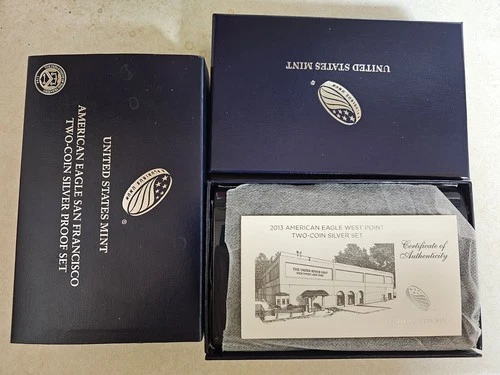 UNITED STATES MINT
AMERICAN EAGLE SAN FRANCISCO
TWO-COIN SILVER PROOF SET
®
UNITED STATES MINT
®
2013 AMERICAN EAGLE WEST POINT
TWO-COIN SILVER SET
Certificate of
Authenticity